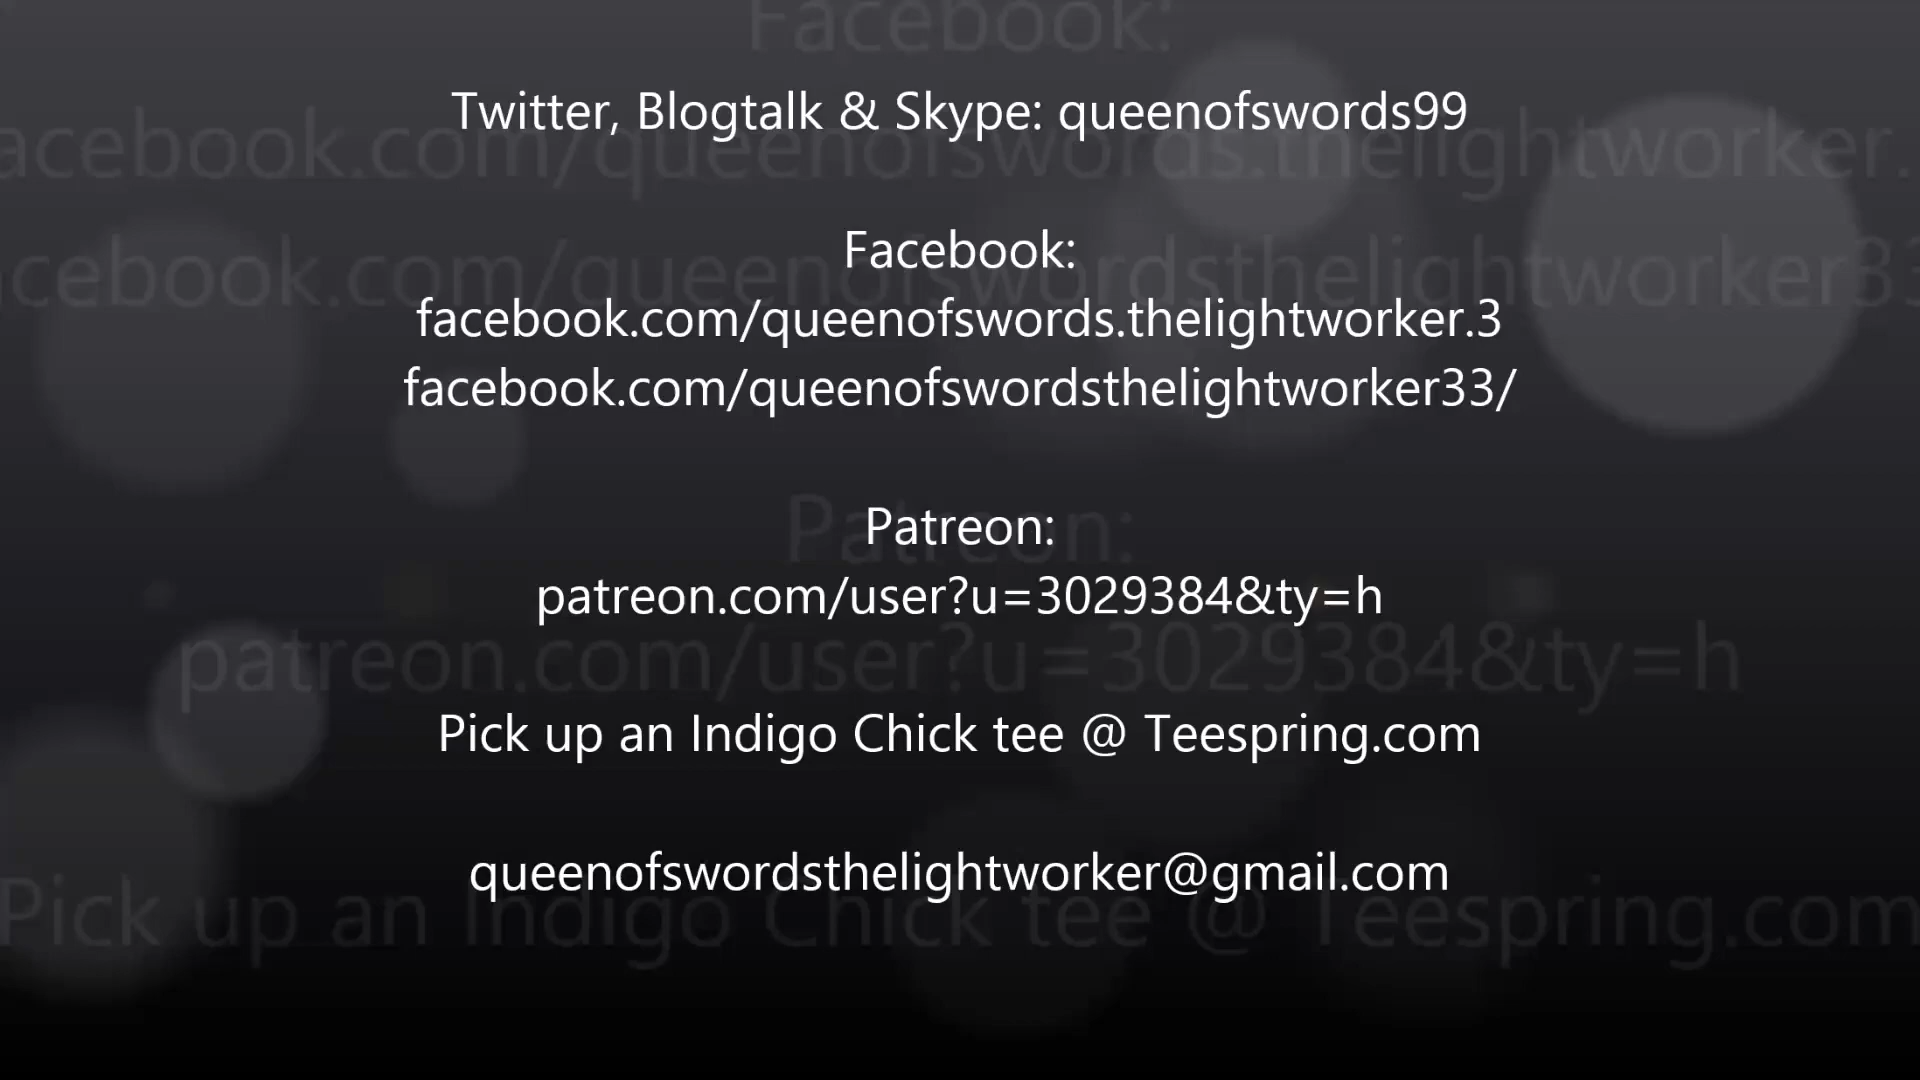 Twitter, Blogtalk & Skype: queenofswords99
Facebook:
facebook.com/queenofswords.thelightworker.3
facebook.com/queenofswordsthelightworker33/
Patreon:
patreon.com/user?u=3029384&ty=h
Pick up an Indigo Chick tee @ Teespring.com
queenofswordsthelightworker@gmail.com